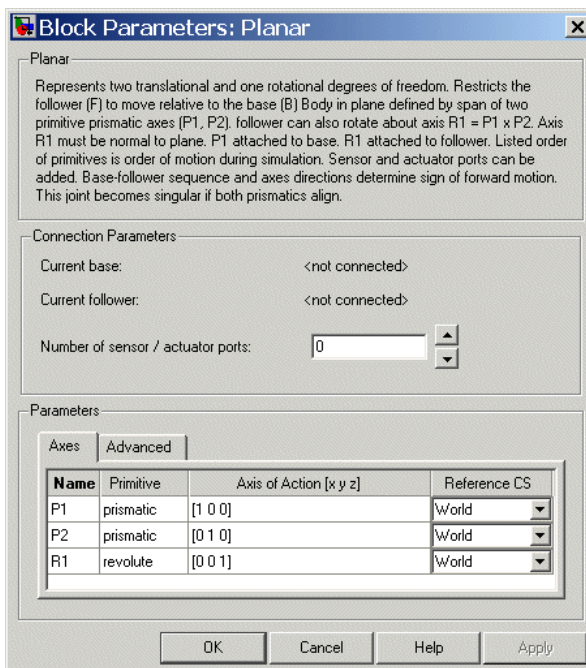 Block Parameters: Planar
Planar
Represents two translational and one rotational degrees of freedom. Restricts the
follower (F) to move relative to the base (B) Body in plane defined by span of two
primitive prismatic axes (P1, P2). follower can also rotate about axis R1 = P1 x P2. Axis
R1 must be normal to plane. P1 attached to base. R1 attached to follower. Listed order
of primitives is order of motion during simulation. Sensor and actuator ports can be
added. Base-follower sequence and axes directions determine sign of forward motion.
This joint becomes singular if both prismatics align.
Connection Parameters
Current base: <not connected>
Current follower: <not connected>
Number of sensor / actuator ports: 0
Parameters
Axes Advanced
Name Primitive Axis of Action [x y z] Reference CS
P1 prismatic [1 0 0] World
P2 prismatic [0 1 0] World
R1 revolute [0 0 1] World
OK Cancel Help Apply